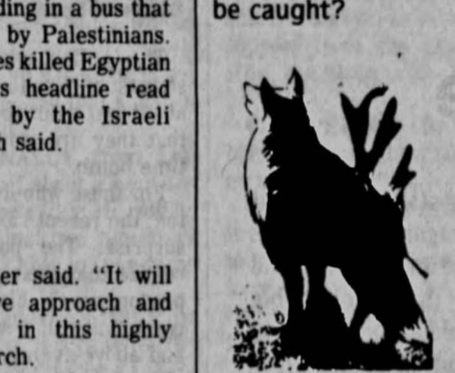 ding in a bus that
by Palestinians.
es killed Egyptian
s headline read
by the Israeli
n said.
er said. “It will
e approach and
in this highly
rch.
be caught?